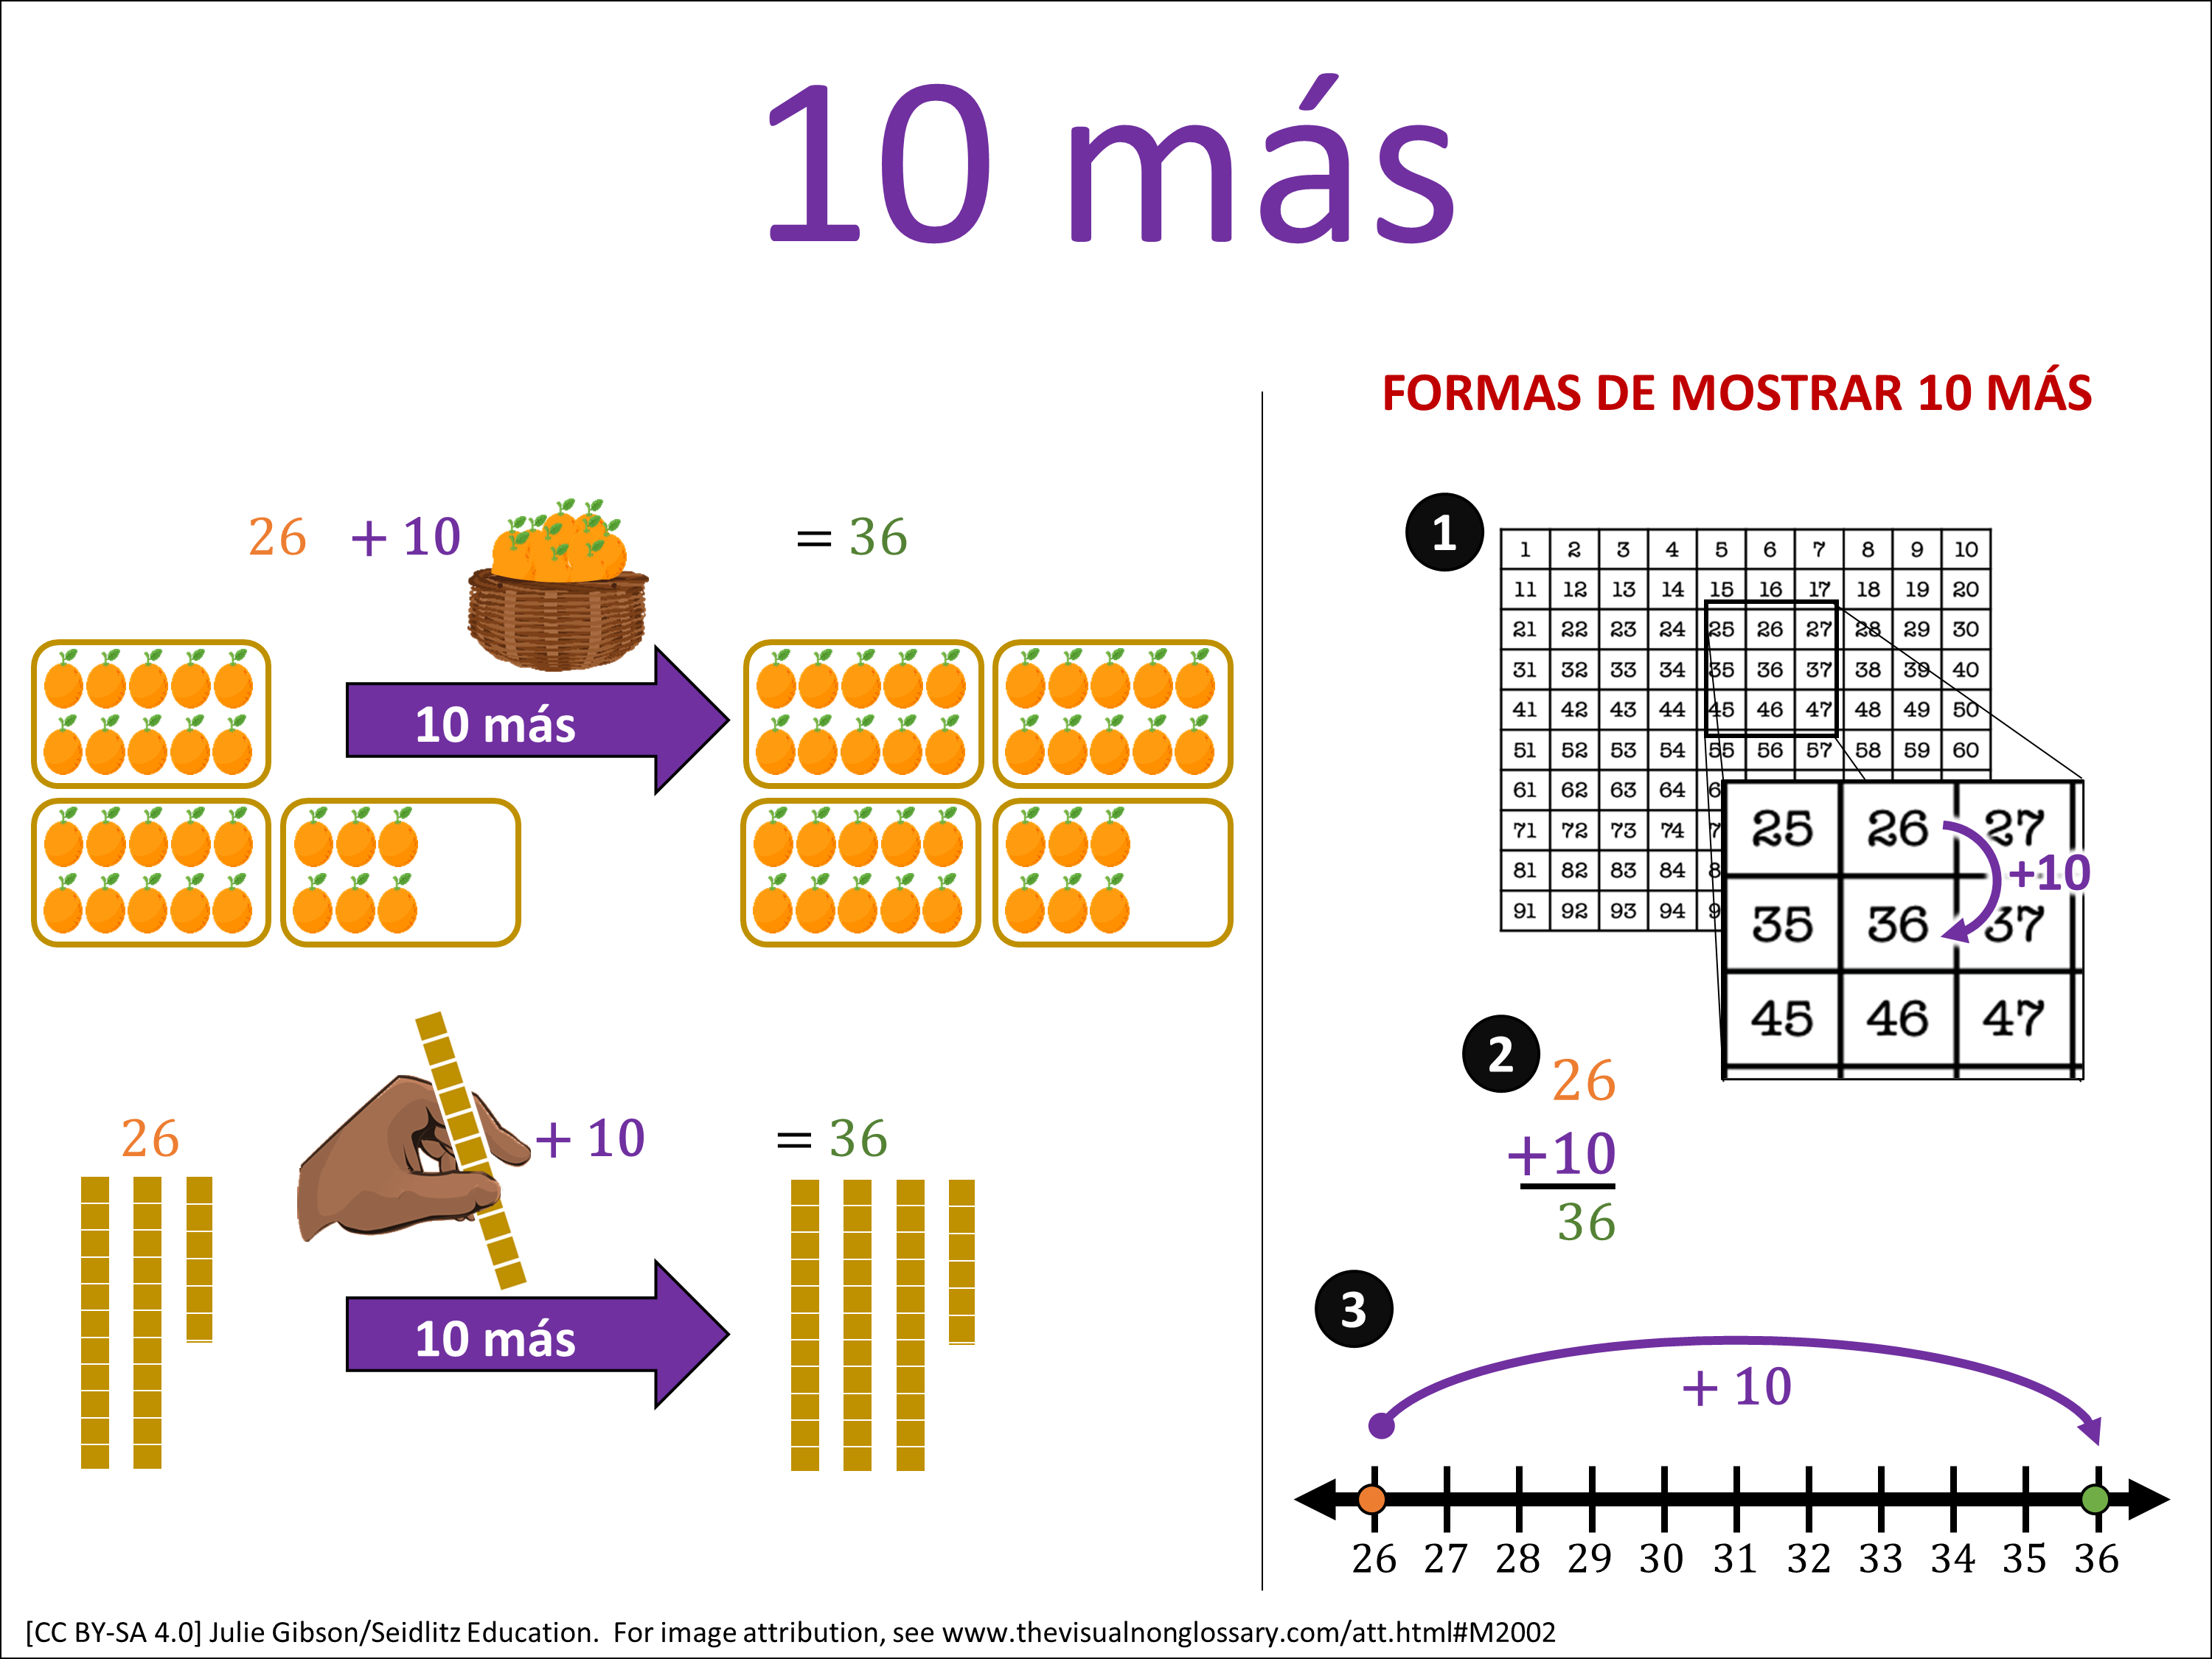 10 más
26 + 10 = 36
10 más
26 + 10 = 36
10 más
FORMAS DE MOSTRAR 10 MÁS
1
1 2 3 4 5 6 7 8 9 10
11 12 13 14 15 16 17 18 19 20
21 22 23 24 25 26 27 28 29 30
31 32 33 34 35 36 37 38 39 40
41 42 43 44 45 46 47 48 49 50
51 52 53 54 55 56 57 58 59 60
61 62 63 64 6
71 72 73 74 7
81 82 83 84 8
91 92 93 94 9
25 26 27
+10
35 36 37
45 46 47
2
26
+10
36
3
+ 10
26 27 28 29 30 31 32 33 34 35 36
[CC BY-SA 4.0] Julie Gibson/Seidlitz Education. For image attribution, see www.thevisualnonglossary.com/att.html#M2002